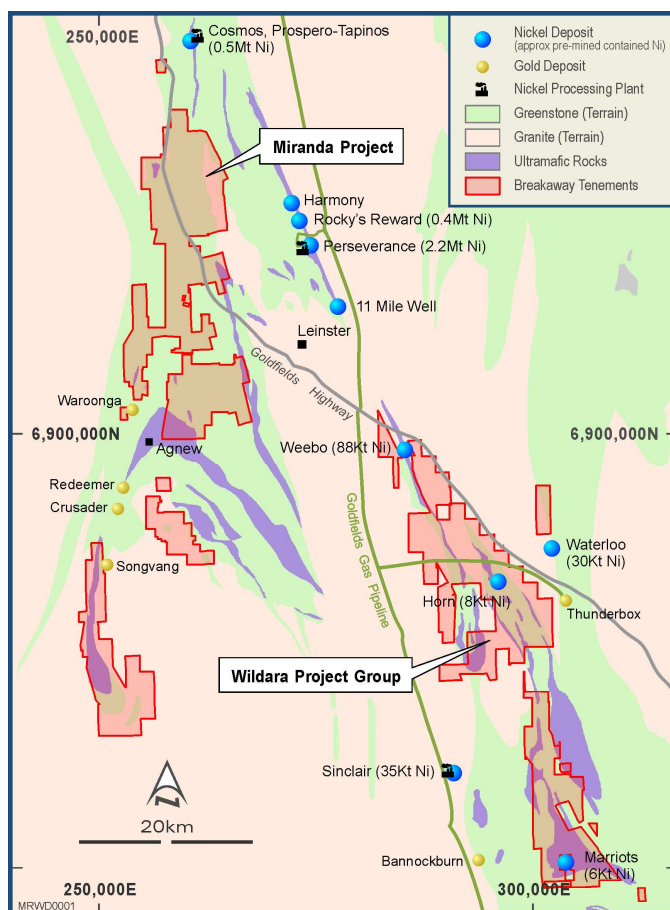 250,000E
Cosmos, Prospero-Tapinos
(0.5Mt Ni)
Nickel Deposit
(approx pre-mined contained Ni)
Gold Deposit
Nickel Processing Plant
Greenstone (Terrain)
Granite (Terrain)
Ultramafic Rocks
Breakaway Tenements
Miranda Project
Harmony
Rocky's Reward (0.4Mt Ni)
Perseverance (2.2Mt Ni)
11 Mile Well
Leinster
Goldfields Highway
Waroonga
6,900,000N
6,900,000N
Agnew
Weebo (88Kt Ni)
Redeemer
Crusader
Goldfields Gas Pipeline
Songvang
Waterloo
(30Kt Ni)
Horn (8Kt Ni)
Thunderbox
Wildara Project Group
Sinclair (35Kt Ni)
N
20km
Bannockburn
Marriots
(6Kt Ni)
250,000E
300,000E
MRWD0001